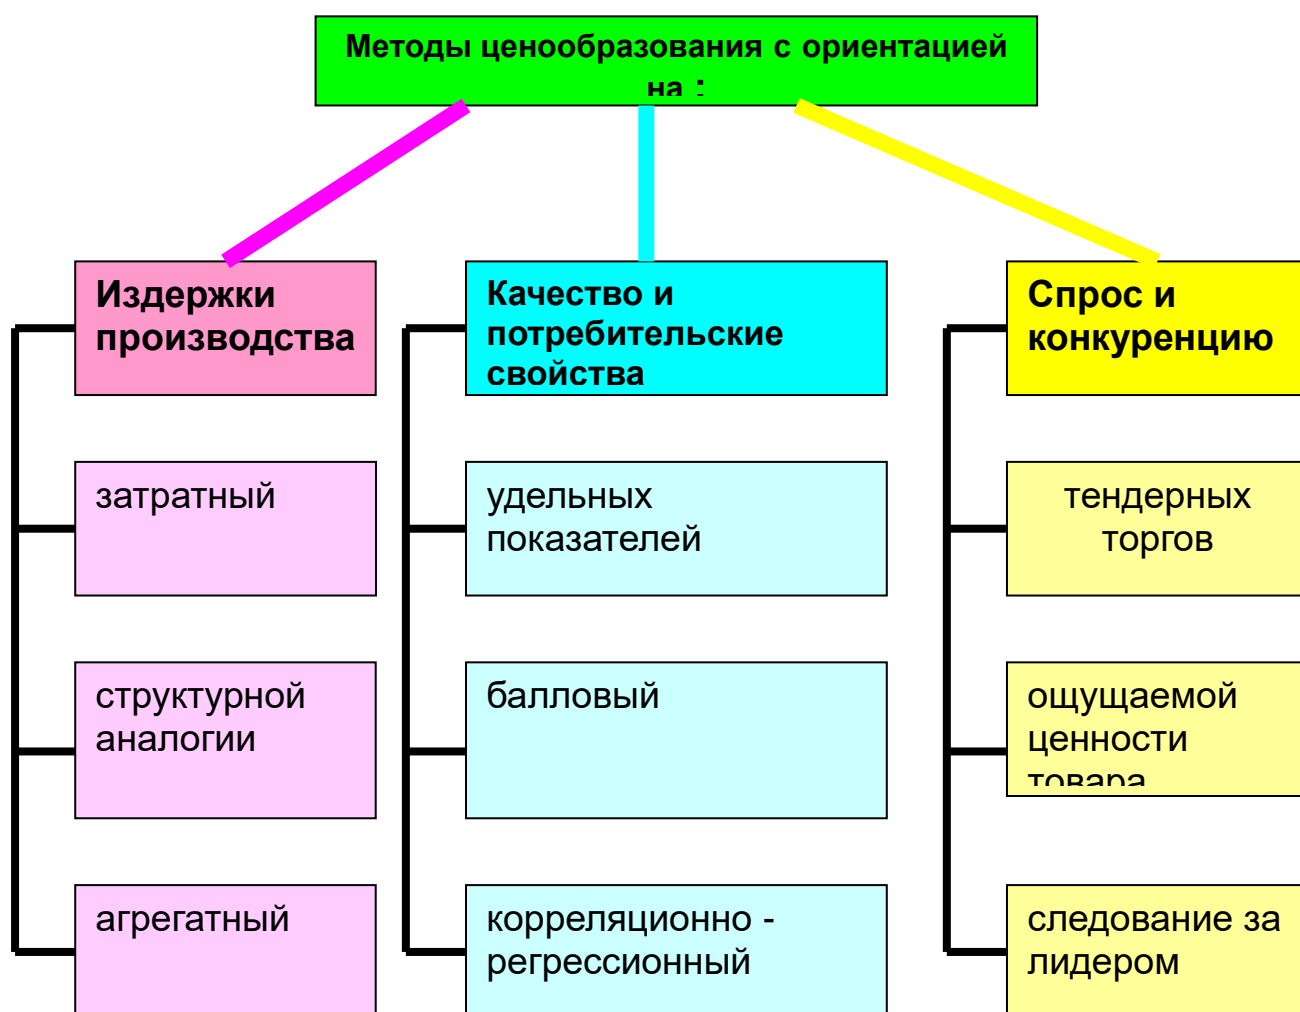 Методы ценообразования с ориентацией
на :
Издержки
производства
Качество и
потребительские
свойства
Спрос и
конкуренцию
затратный
удельных
показателей
тендерных
торгов
структурной
аналогии
балловый
ощущаемой
ценности
товара
агрегатный
корреляционно -
регрессионный
следование за
лидером